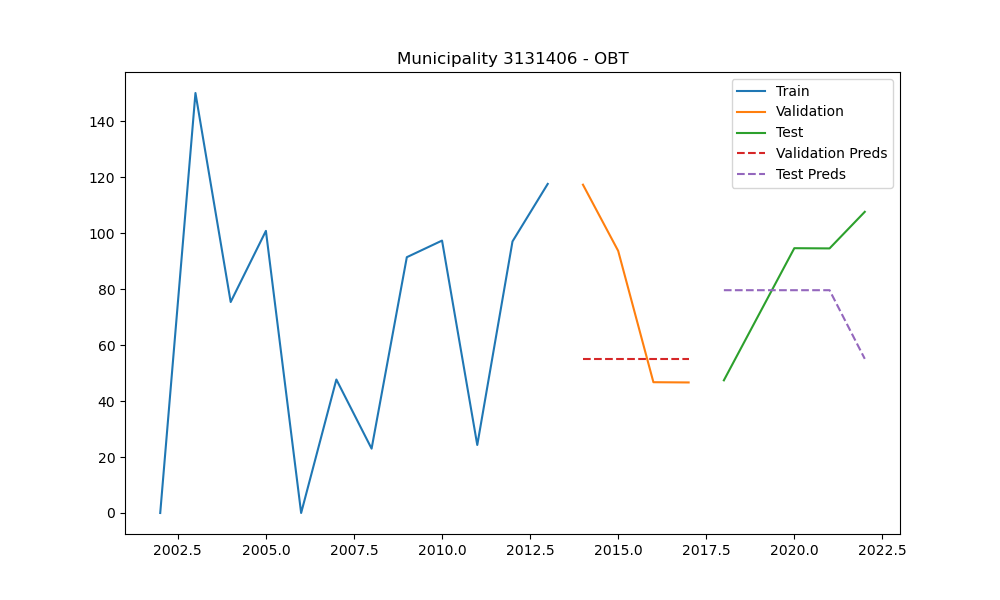 Municipality 3131406 - OBT
Train
Validation
Test
Validation Preds
Test Preds
140
120
100
80
60
40
20
0
2002.5 2005.0 2007.5 2010.0 2012.5 2015.0 2017.5 2020.0 2022.5